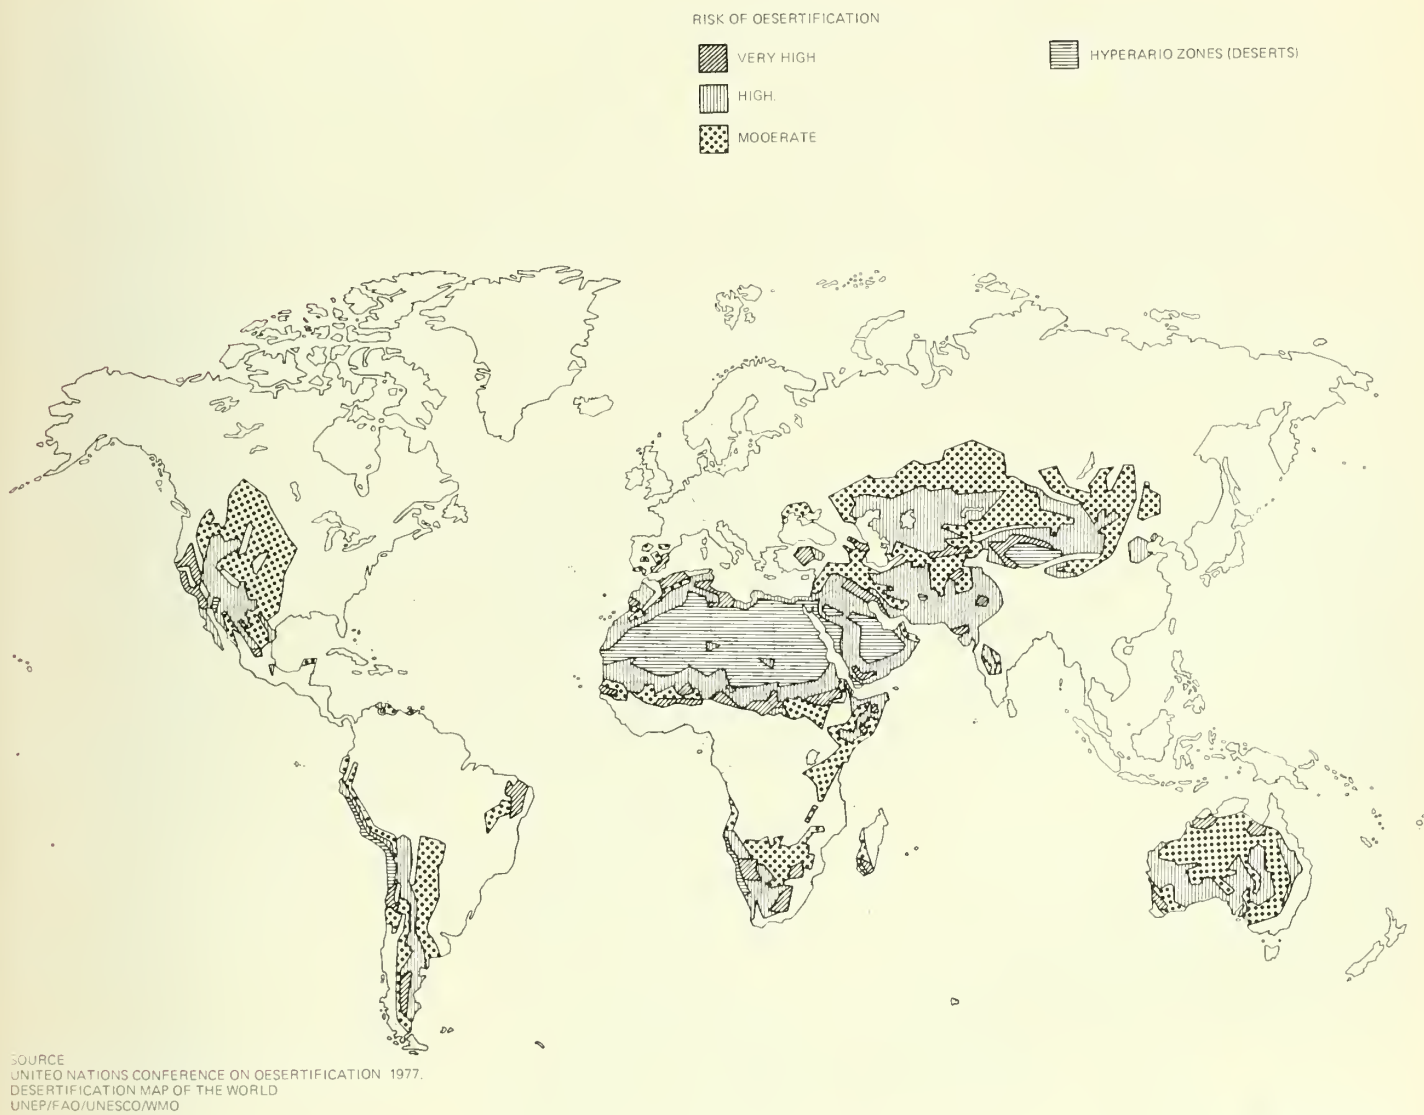 RISK OF OESERTIFICATION
VERY HIGH
HIGH.
MOOERATE
HYPERARIO ZONES (DESERTS)
SOURCE
UNITEO NATIONS CONFERENCE ON OESERTIFICATION 1977.
DESERTIFICATION MAP OF THE WORLD
UNEP/FAO/UNESCO/WMO